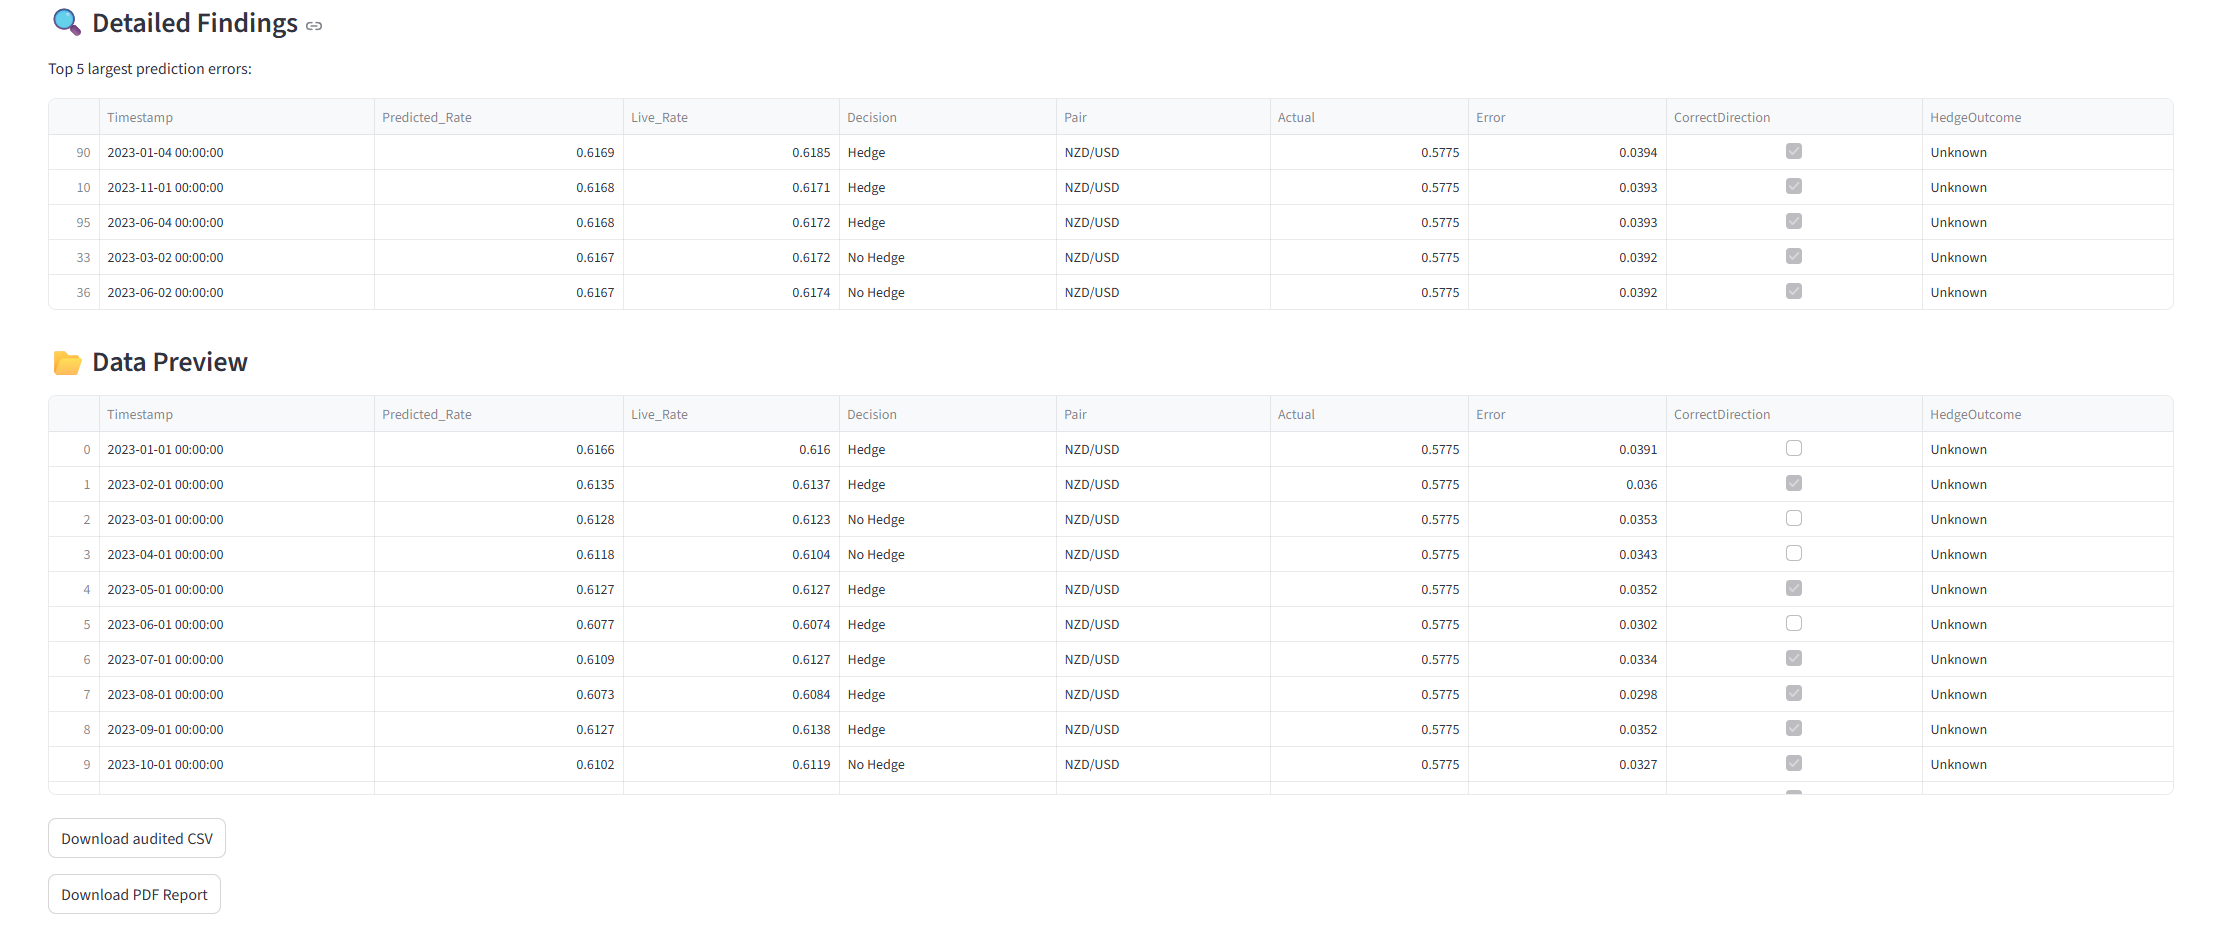 Detailed Findings
Top 5 largest prediction errors:
Timestamp Predicted_Rate Live_Rate Decision Pair Actual Error CorrectDirection HedgeOutcome
90 2023-01-04 00:00:00 0.6169 0.6185 Hedge NZD/USD 0.5775 0.0394 Unknown
10 2023-11-01 00:00:00 0.6168 0.6171 Hedge NZD/USD 0.5775 0.0393 Unknown
95 2023-06-04 00:00:00 0.6168 0.6172 Hedge NZD/USD 0.5775 0.0393 Unknown
33 2023-03-02 00:00:00 0.6167 0.6172 No Hedge NZD/USD 0.5775 0.0392 Unknown
36 2023-06-02 00:00:00 0.6167 0.6174 No Hedge NZD/USD 0.5775 0.0392 Unknown
Data Preview
Timestamp Predicted_Rate Live_Rate Decision Pair Actual Error CorrectDirection HedgeOutcome
0 2023-01-01 00:00:00 0.6166 0.616 Hedge NZD/USD 0.5775 0.0391 Unknown
1 2023-02-01 00:00:00 0.6135 0.6137 Hedge NZD/USD 0.5775 0.036 Unknown
2 2023-03-01 00:00:00 0.6128 0.6123 No Hedge NZD/USD 0.5775 0.0353 Unknown
3 2023-04-01 00:00:00 0.6118 0.6104 No Hedge NZD/USD 0.5775 0.0343 Unknown
4 2023-05-01 00:00:00 0.6127 0.6127 Hedge NZD/USD 0.5775 0.0352 Unknown
5 2023-06-01 00:00:00 0.6077 0.6074 Hedge NZD/USD 0.5775 0.0302 Unknown
6 2023-07-01 00:00:00 0.6109 0.6127 Hedge NZD/USD 0.5775 0.0334 Unknown
7 2023-08-01 00:00:00 0.6073 0.6084 Hedge NZD/USD 0.5775 0.0298 Unknown
8 2023-09-01 00:00:00 0.6127 0.6138 Hedge NZD/USD 0.5775 0.0352 Unknown
9 2023-10-01 00:00:00 0.6102 0.6119 No Hedge NZD/USD 0.5775 0.0327 Unknown
Download audited CSV
Download PDF Report